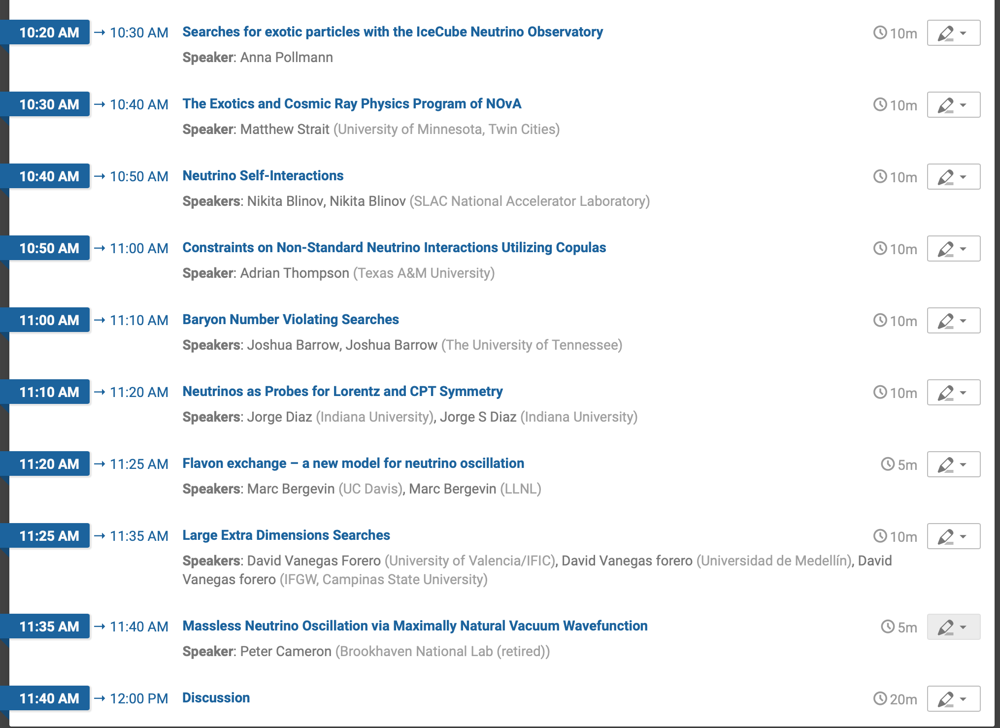 10:20 AM → 10:30 AM Searches for exotic particles with the IceCube Neutrino Observatory 10m
Speaker: Anna Pollmann
10:30 AM → 10:40 AM The Exotics and Cosmic Ray Physics Program of NOvA 10m
Speaker: Matthew Strait (University of Minnesota, Twin Cities)
10:40 AM → 10:50 AM Neutrino Self-Interactions 10m
Speakers: Nikita Blinov, Nikita Blinov (SLAC National Accelerator Laboratory)
10:50 AM → 11:00 AM Constraints on Non-Standard Neutrino Interactions Utilizing Copulas 10m
Speaker: Adrian Thompson (Texas A&M University)
11:00 AM → 11:10 AM Baryon Number Violating Searches 10m
Speakers: Joshua Barrow, Joshua Barrow (The University of Tennessee)
11:10 AM → 11:20 AM Neutrinos as Probes for Lorentz and CPT Symmetry 10m
Speakers: Jorge Diaz (Indiana University), Jorge S Diaz (Indiana University)
11:20 AM → 11:25 AM Flavon exchange – a new model for neutrino oscillation 5m
Speakers: Marc Bergevin (UC Davis), Marc Bergevin (LLNL)
11:25 AM → 11:35 AM Large Extra Dimensions Searches 10m
Speakers: David Vanegas Forero (University of Valencia/IFIC), David Vanegas forero (Universidad de Medellín), David
Vanegas forero (IFGW, Campinas State University)
11:35 AM → 11:40 AM Massless Neutrino Oscillation via Maximally Natural Vacuum Wavefunction 5m
Speaker: Peter Cameron (Brookhaven National Lab (retired))
11:40 AM → 12:00 PM Discussion 20m